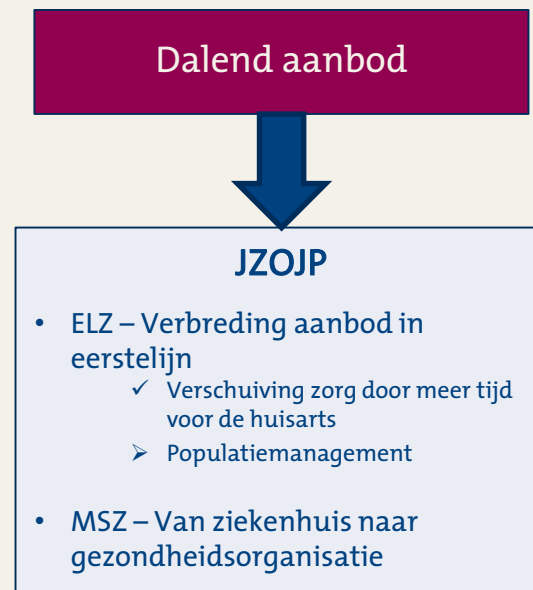 Dalend aanbod
JZOJP
• ELZ – Verbreding aanbod in
eerstelijn
✓ Verschuiving zorg door meer tijd
voor de huisarts
➢ Populatiemanagement
• MSZ – Van ziekenhuis naar
gezondheidsorganisatie